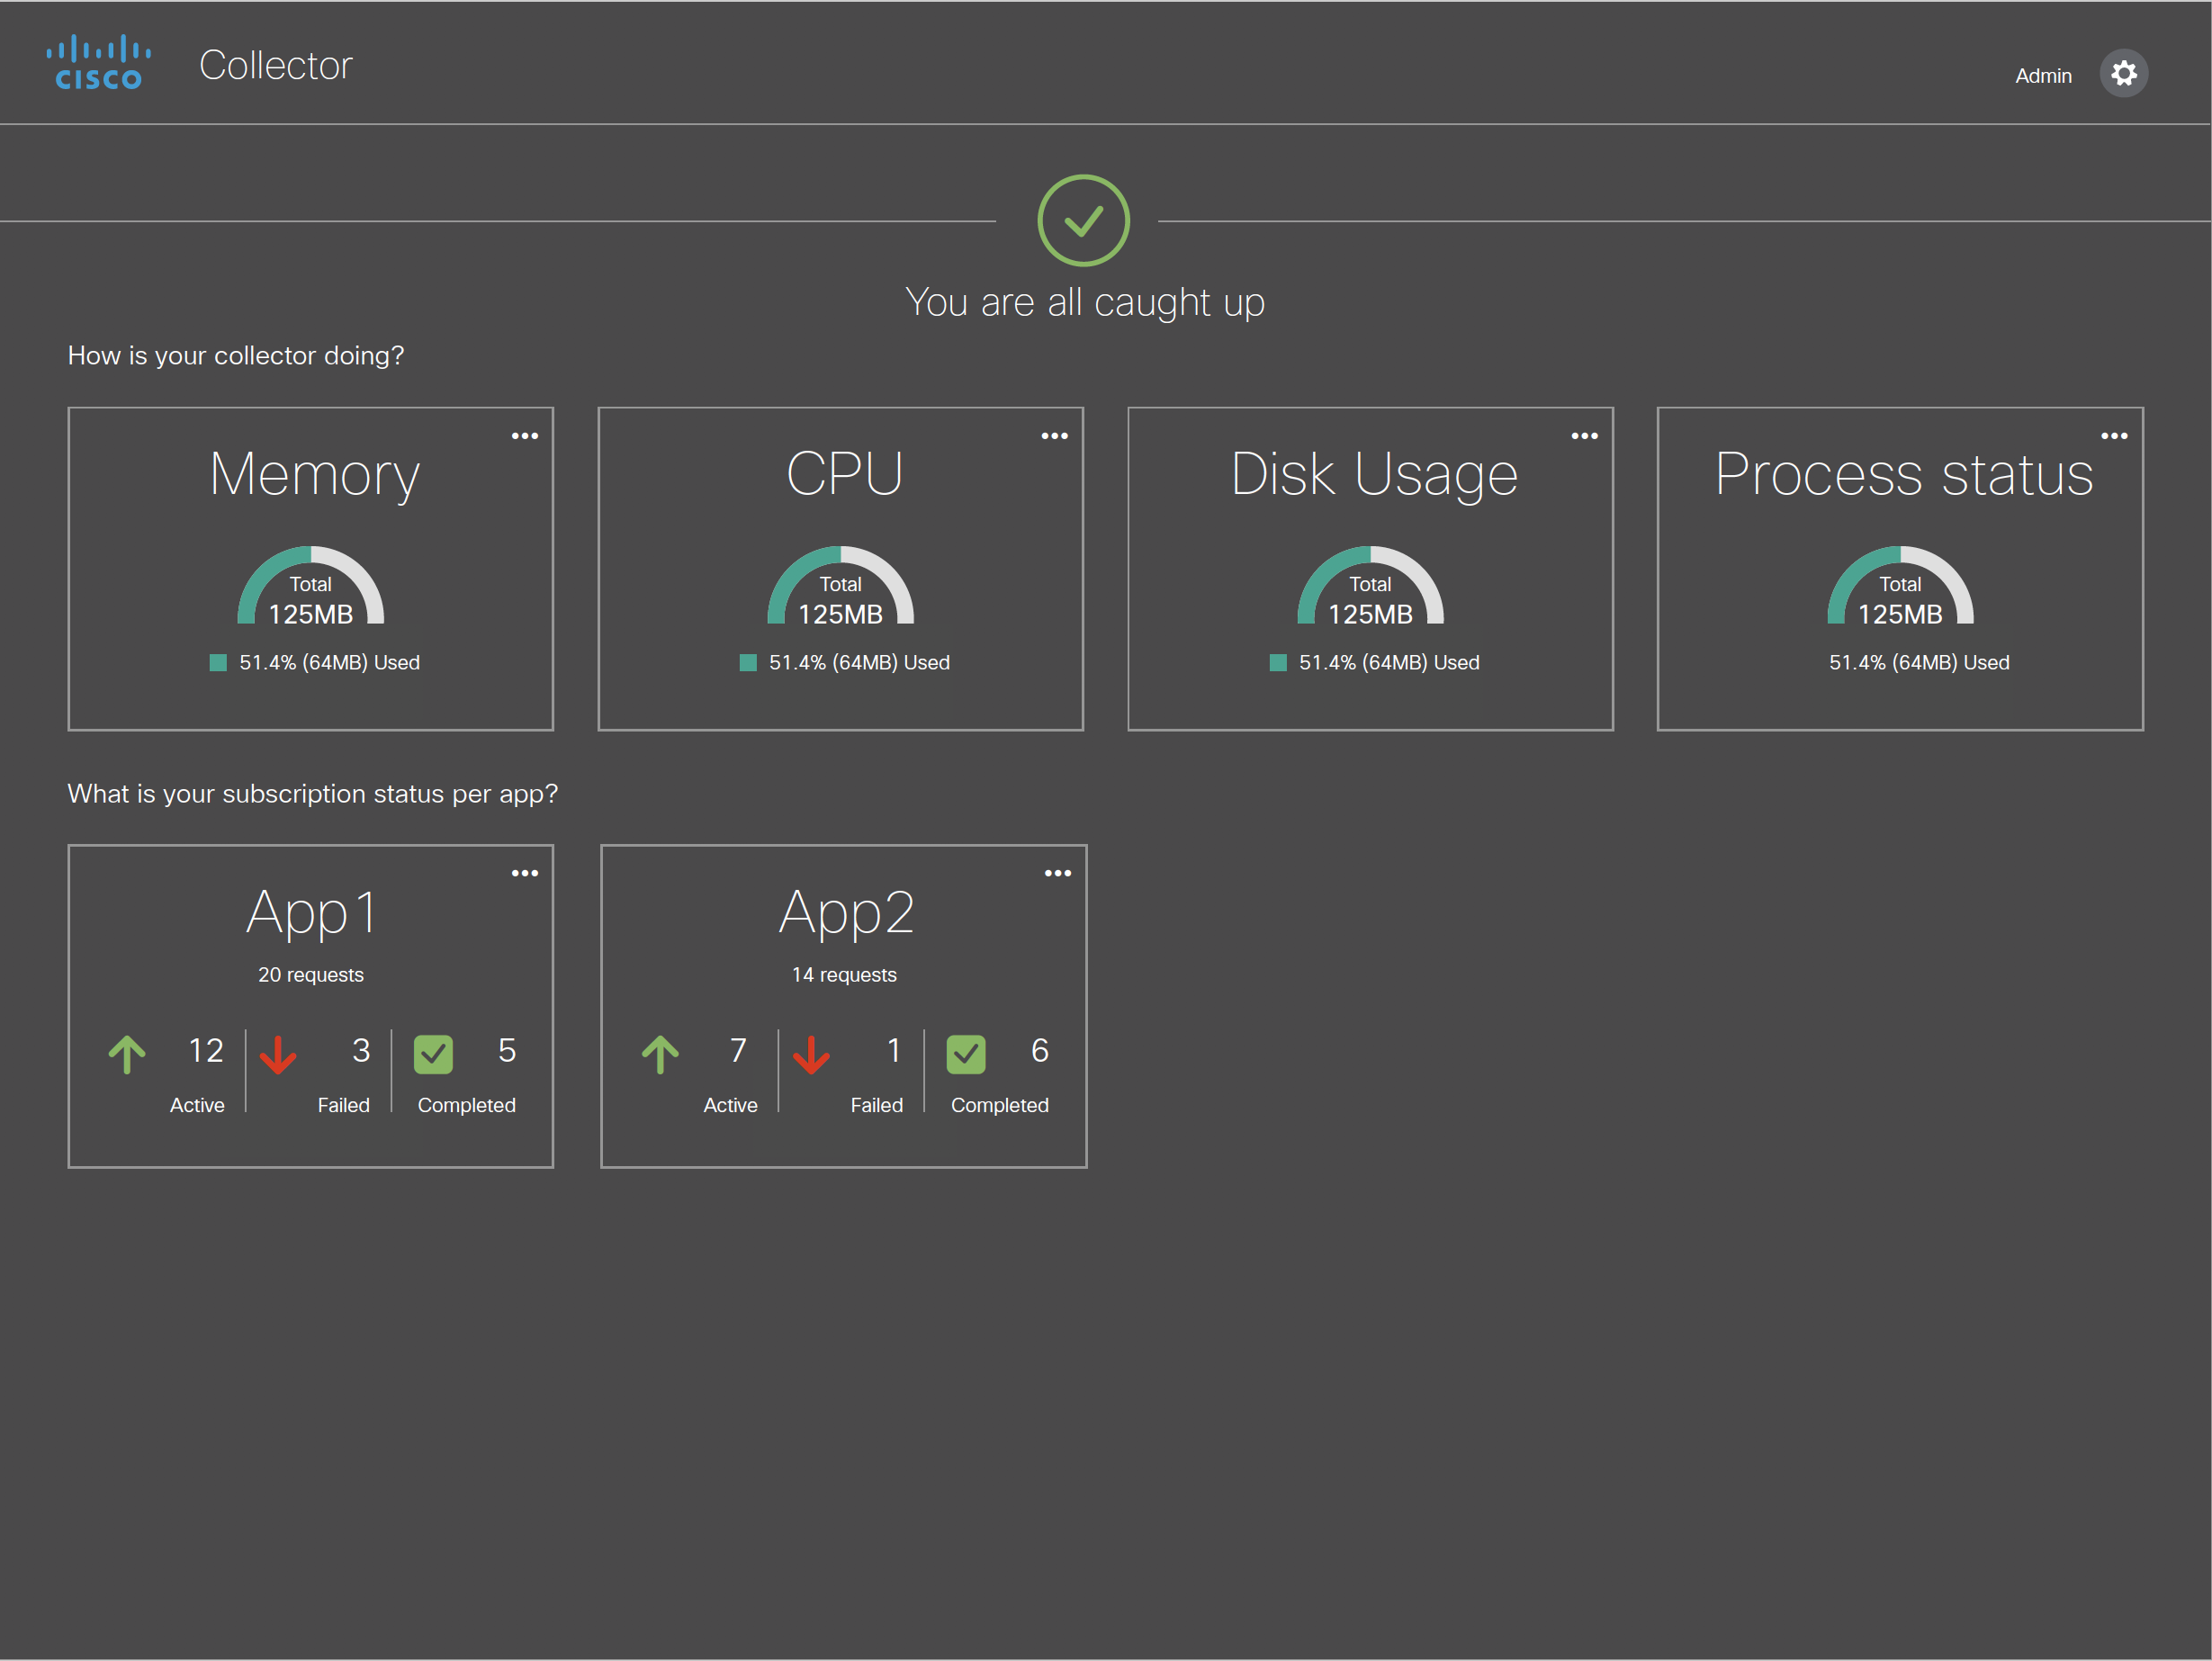 CISCO
Collector
Admin
You are all caught up
How is your collector doing?
Memory
Total
125MB
51.4% (64MB) Used
CPU
Total
125MB
51.4% (64MB) Used
Disk Usage
Total
125MB
51.4% (64MB) Used
Process status
Total
125MB
51.4% (64MB) Used
What is your subscription status per app?
App1
20 requests
12
Active
3
Failed
5
Completed
App2
14 requests
7
Active
1
Failed
6
Completed